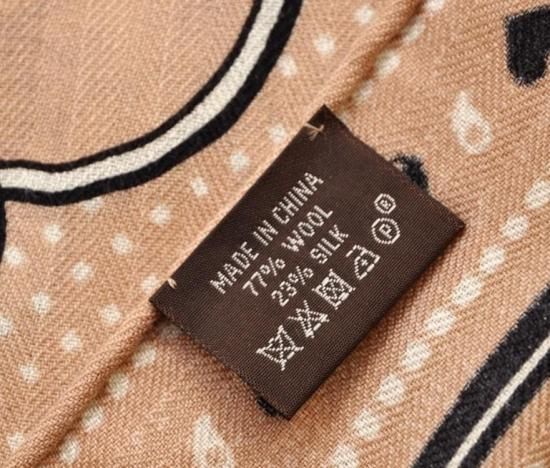 MADE IN CHINA
77% WOOL
23% SILK
Ⓟ ®